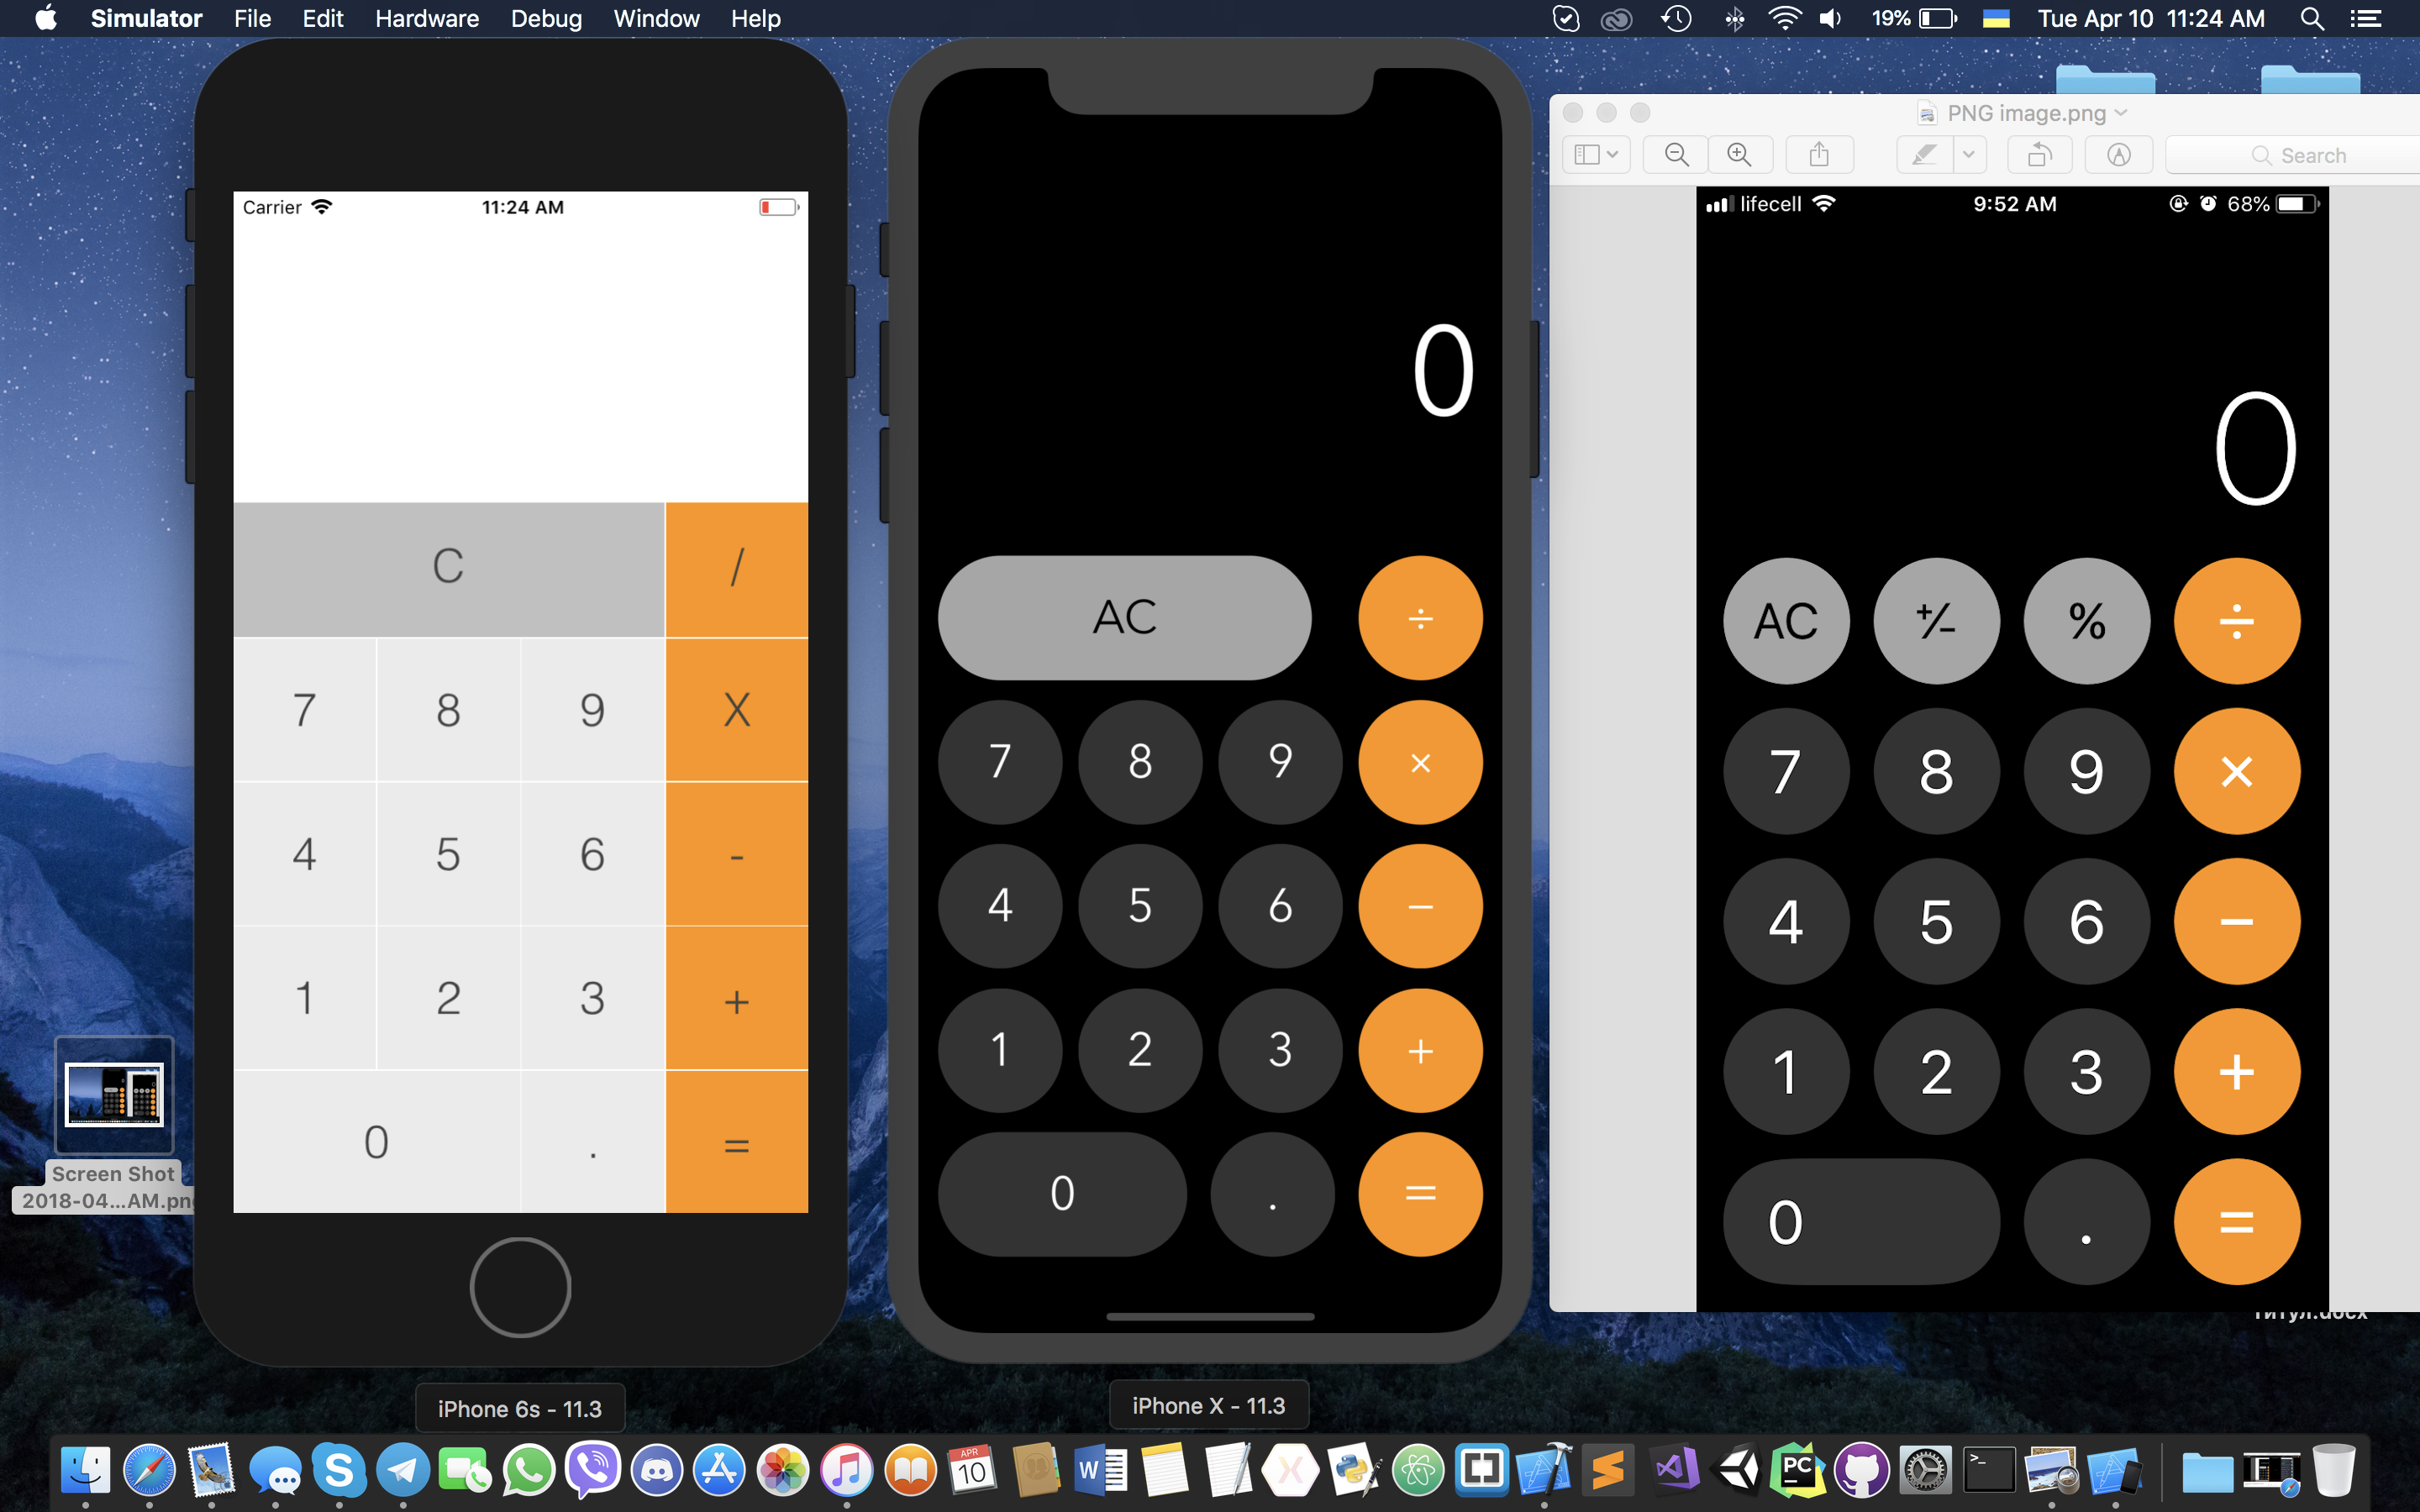 Simulator File Edit Hardware Debug Window Help 19% Tue Apr 10 11:24 AM
Carrier 11:24 AM
C /
7 8 9 X
4 5 6 -
1 2 3 +
0 . =
iPhone 6s - 11.3
0
AC ÷
7 8 9 ×
4 5 6 −
1 2 3 +
0 . =
iPhone X - 11.3
PNG image.png
Search
lifecell 9:52 AM 68%
0
AC +/- % ÷
7 8 9 ×
4 5 6 −
1 2 3 +
0 . =
Screen Shot
2018-04...AM.png
титул.docx
APR
10
W
S
X
PC
>_